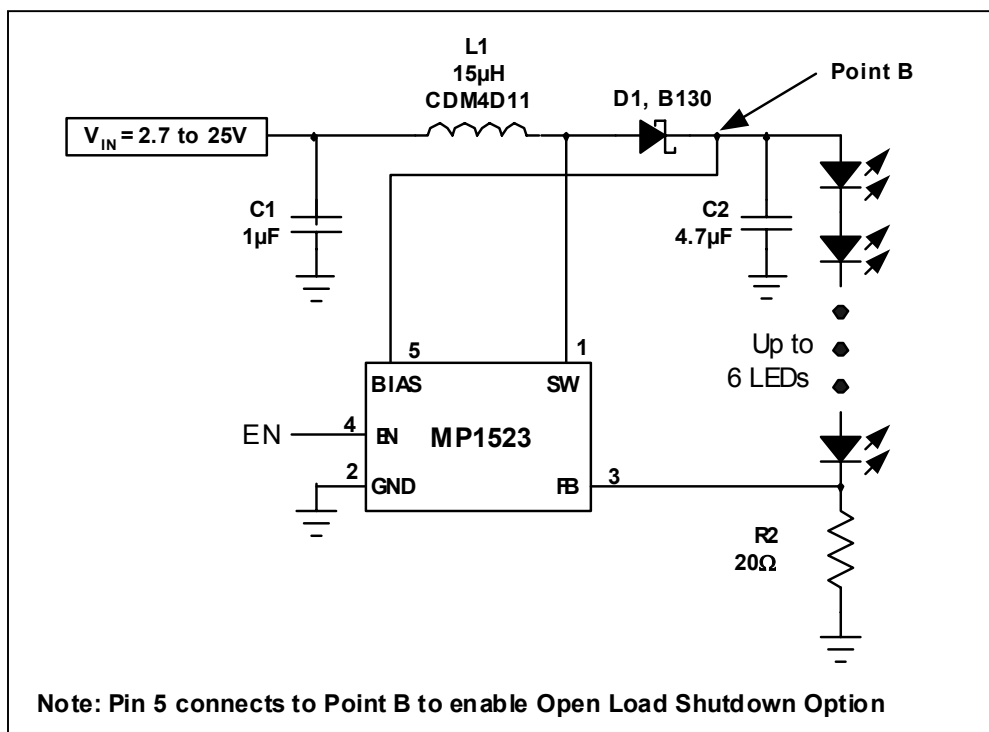 L1
15µH
CDM4D11
D1, B130
Point B
VIN = 2.7 to 25V
C1
1µF
C2
4.7µF
Up to
6 LEDs
5
1
BIAS
SW
EN
4
EN
MP1523
2
GND
FB
3
R2
20Ω
Note: Pin 5 connects to Point B to enable Open Load Shutdown Option